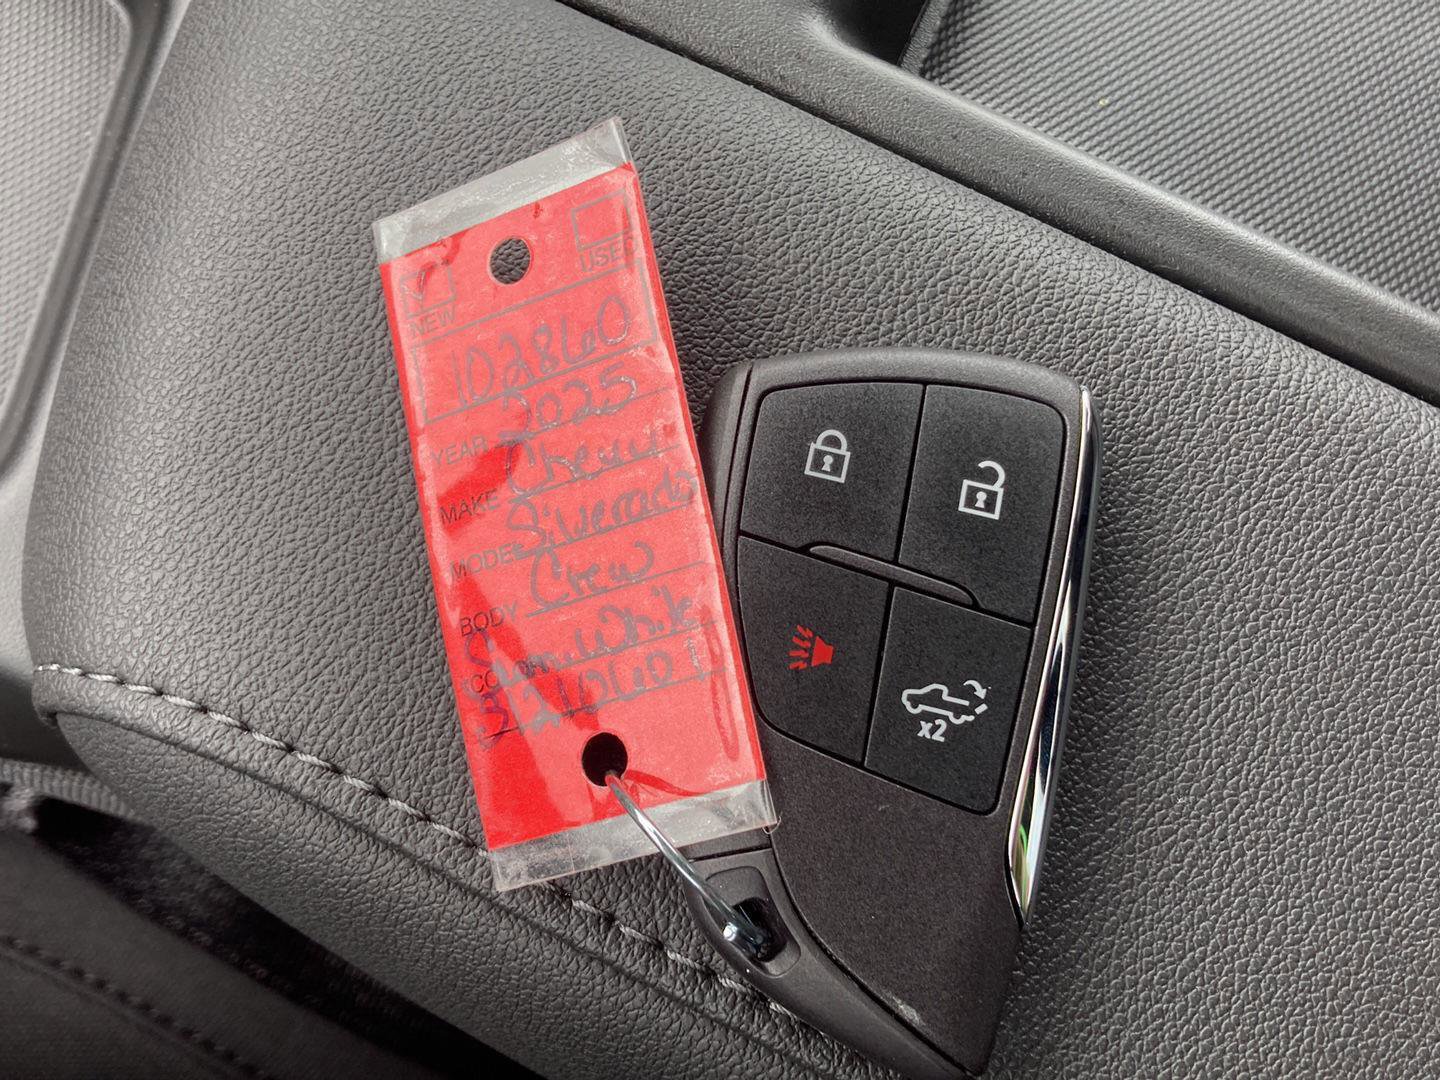 NEW USED
102860
YEAR 2025
MAKE Chevy
MODEL Silverado
BODY Crew
COLOR White
x2